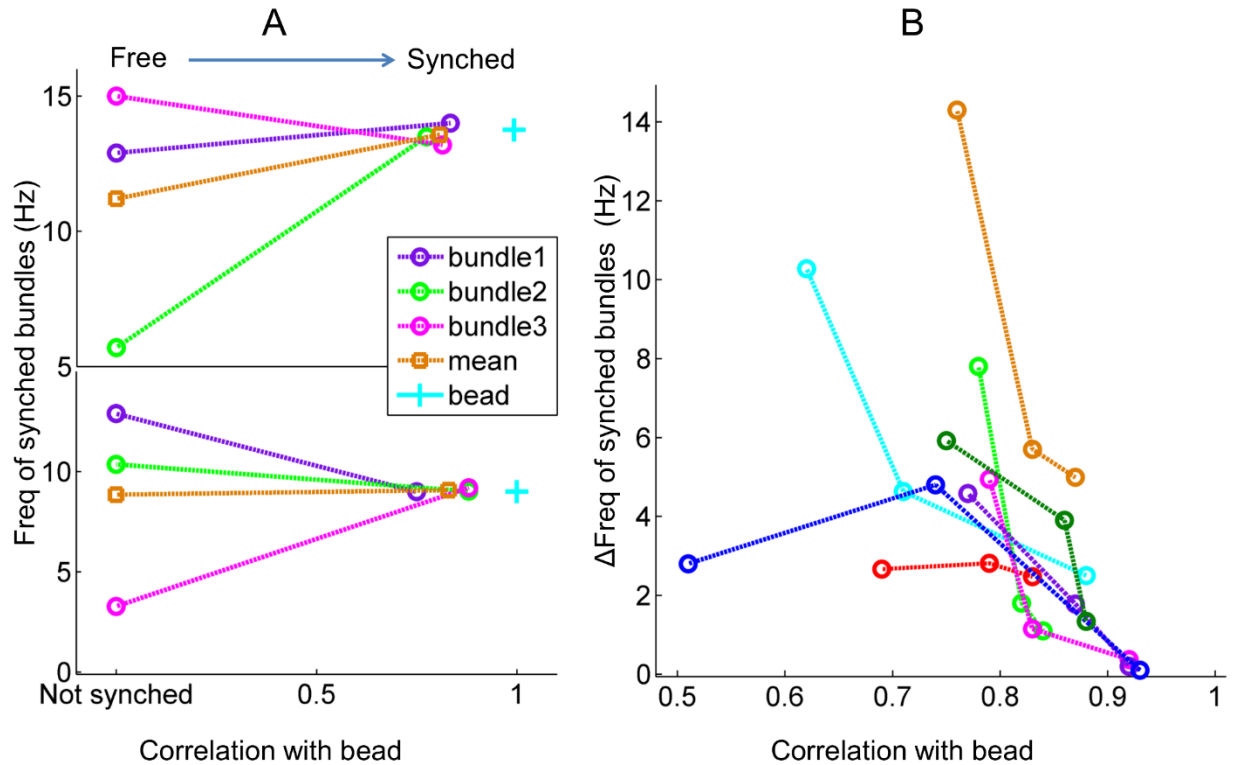 A
Free
Synched
Freq of synched bundles (Hz)
15
10
5
10
5
0
bundle1
bundle2
bundle3
mean
bead
Not synched
0.5
1
Correlation with bead
B
ΔFreq of synched bundles (Hz)
14
12
10
8
6
4
2
0
0.5
0.6
0.7
0.8
0.9
1
Correlation with bead